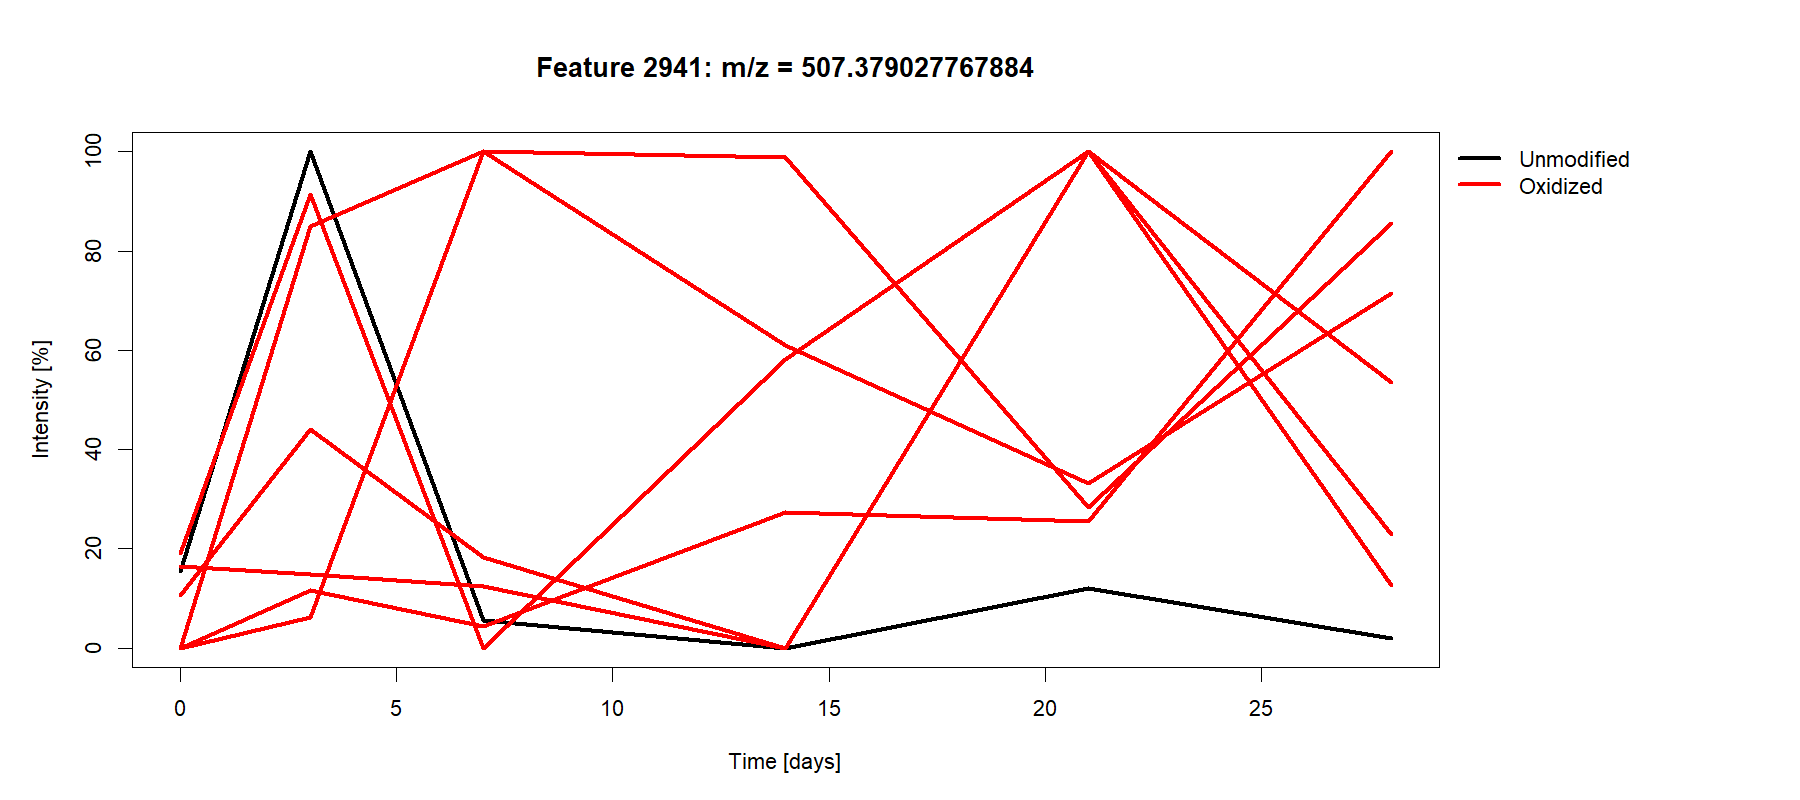 Feature 2941: m/z = 507.379027767884
Unmodified
Oxidized
Intensity [%]
100
80
60
40
20
0
0 5 10 15 20 25
Time [days]